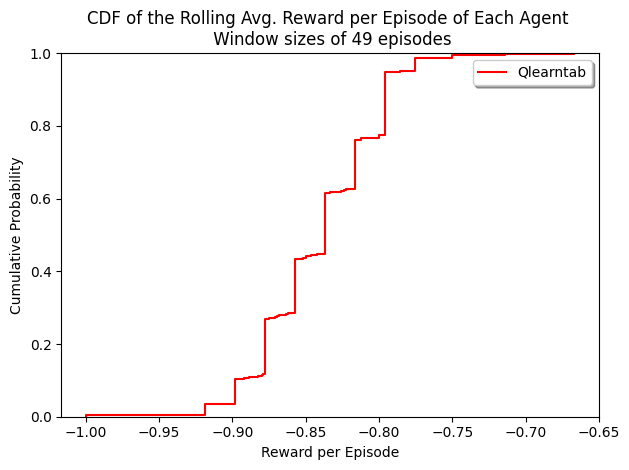 CDF of the Rolling Avg. Reward per Episode of Each Agent
Window sizes of 49 episodes
Qlearntab
Cumulative Probability
1.0
0.8
0.6
0.4
0.2
0.0
−1.00 −0.95 −0.90 −0.85 −0.80 −0.75 −0.70 −0.65
Reward per Episode